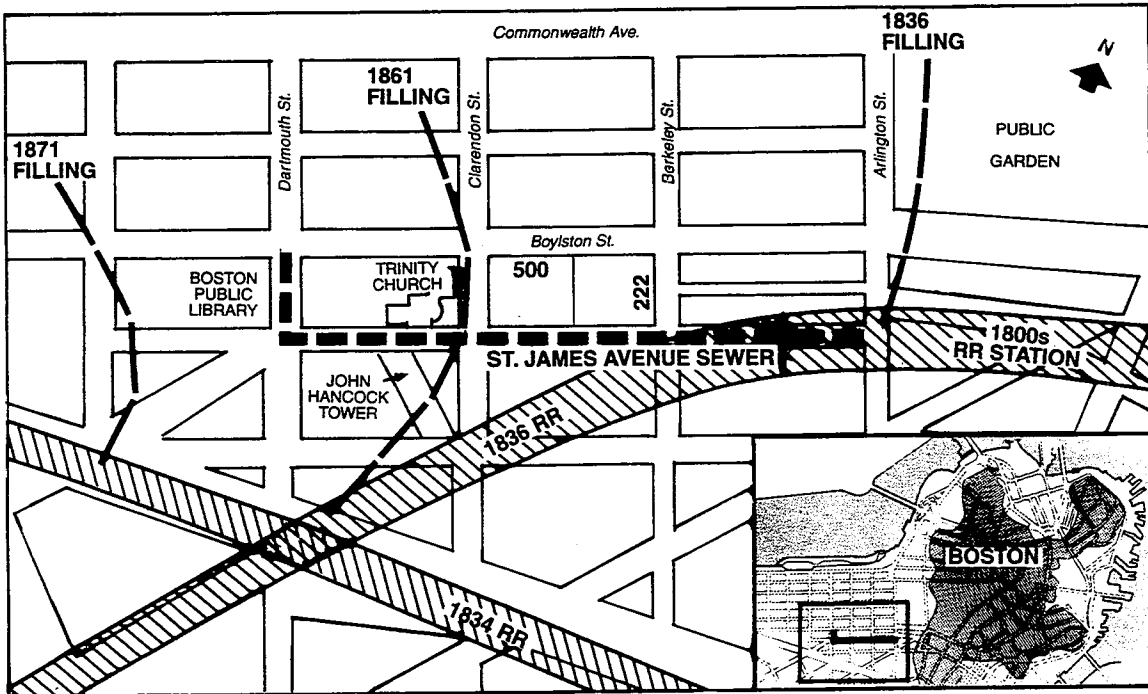 Commonwealth Ave.
1836
FILLING
N
1861
FILLING
Dartmouth St.
Clarendon St.
Berkeley St.
Arlington St.
PUBLIC
GARDEN
1871
FILLING
Boylston St.
BOSTON
PUBLIC
LIBRARY
TRINITY
CHURCH
500
222
ST. JAMES AVENUE SEWER
1800s
RR STATION
JOHN
HANCOCK
TOWER
1836 RR
1834 RR
BOSTON